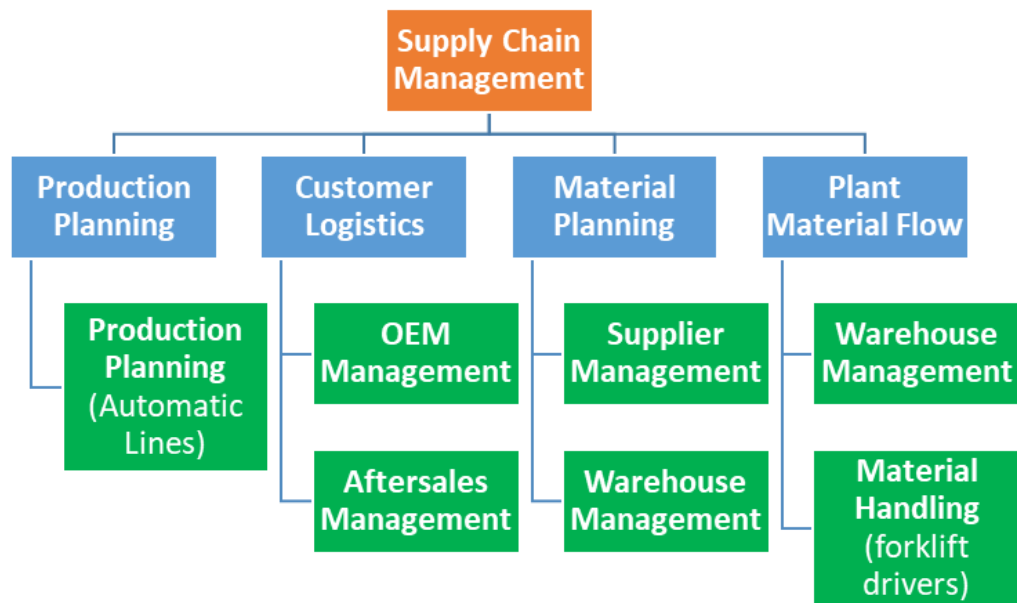 Supply Chain
Management
Production
Planning
Customer
Logistics
Material
Planning
Plant
Material Flow
Production
Planning
(Automatic
Lines)
OEM
Management
Supplier
Management
Warehouse
Management
Aftersales
Management
Warehouse
Management
Material
Handling
(forklift
drivers)